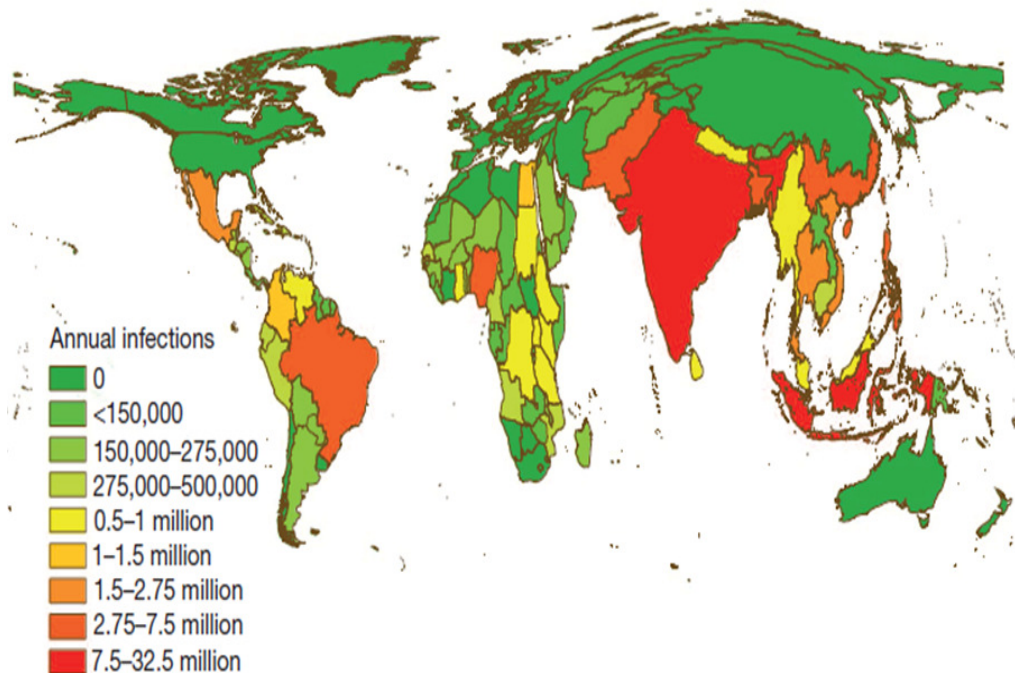 Annual infections
0
<150,000
150,000–275,000
275,000–500,000
0.5–1 million
1–1.5 million
1.5–2.75 million
2.75–7.5 million
7.5–32.5 million